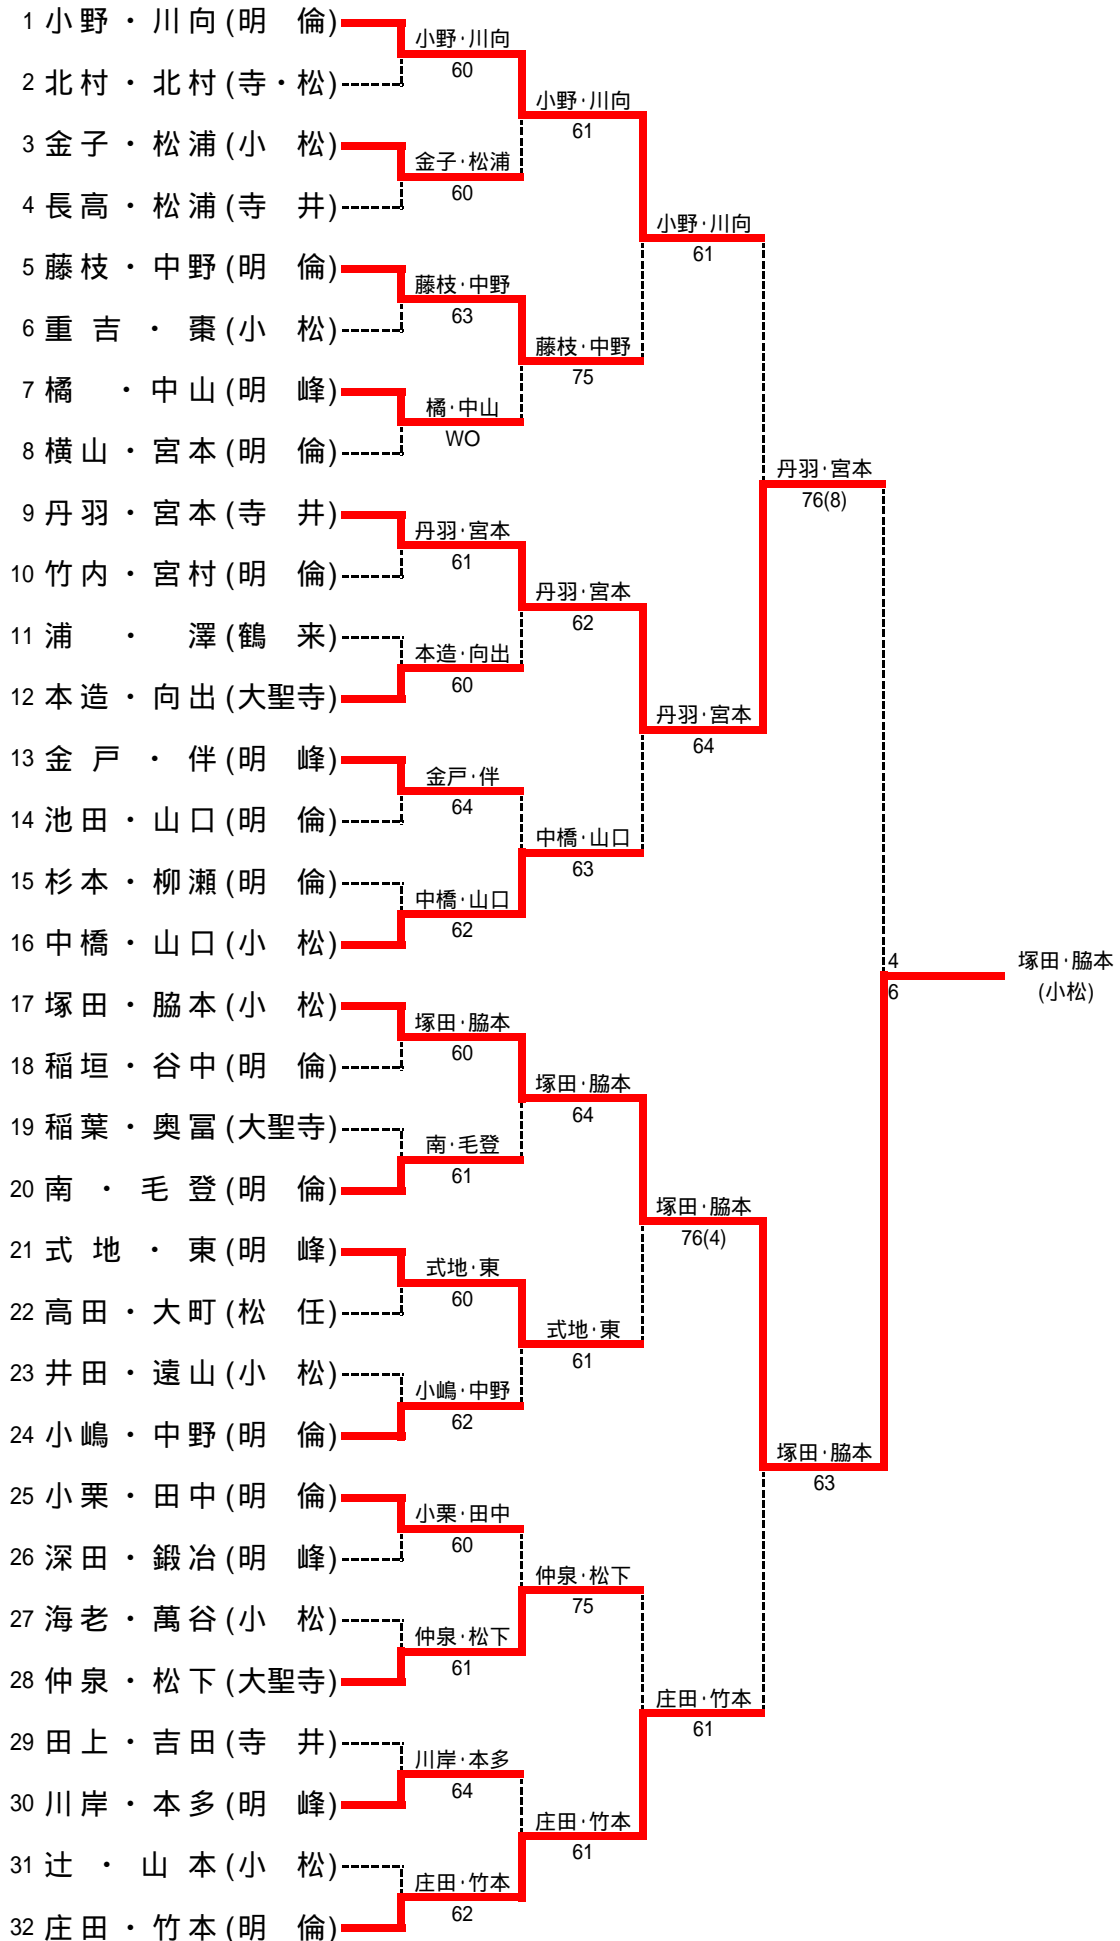 1 小野・川向(明 倫)
2 北村・北村(寺・松)
3 金子・松浦(小 松)
4 長高・松浦(寺 井)
5 藤枝・中野(明 倫)
6 重吉・棗(小 松)
7 橘 ・中山(明 峰)
8 横山・宮本(明 倫)
9 丹羽・宮本(寺 井)
10 竹内・宮村(明 倫)
11 浦 ・ 澤(鶴 来)
12 本造・向出(大聖寺)
13 金戸・伴(明 峰)
14 池田・山口(明 倫)
15 杉本・柳瀬(明 倫)
16 中橋・山口(小 松)
17 塚田・脇本(小 松)
18 稲垣・谷中(明 倫)
19 稲葉・奥冨(大聖寺)
20 南・毛登(明 倫)
21 式地・東(明 峰)
22 高田・大町(松 任)
23 井田・遠山(小 松)
24 小嶋・中野(明 倫)
25 小栗・田中(明 倫)
26 深田・鍛冶(明 峰)
27 海老・萬谷(小 松)
28 仲泉・松下(大聖寺)
29 田上・吉田(寺 井)
30 川岸・本多(明 峰)
31 辻・山本(小 松)
32 庄田・竹本(明 倫)
小野・川向
60
金子・松浦
60
藤枝・中野
63
橘・中山
WO
丹羽・宮本
61
本造・向出
60
金戸・伴
64
中橋・山口
62
塚田・脇本
60
南・毛登
61
式地・東
60
小嶋・中野
62
小栗・田中
60
仲泉・松下
61
川岸・本多
64
庄田・竹本
62
小野・川向
61
藤枝・中野
75
丹羽・宮本
62
中橋・山口
63
塚田・脇本
64
式地・東
61
仲泉・松下
75
庄田・竹本
61
小野・川向
61
丹羽・宮本
64
塚田・脇本
76(4)
庄田・竹本
61
丹羽・宮本
76(8)
塚田・脇本
63
4
6
塚田・脇本
(小松)